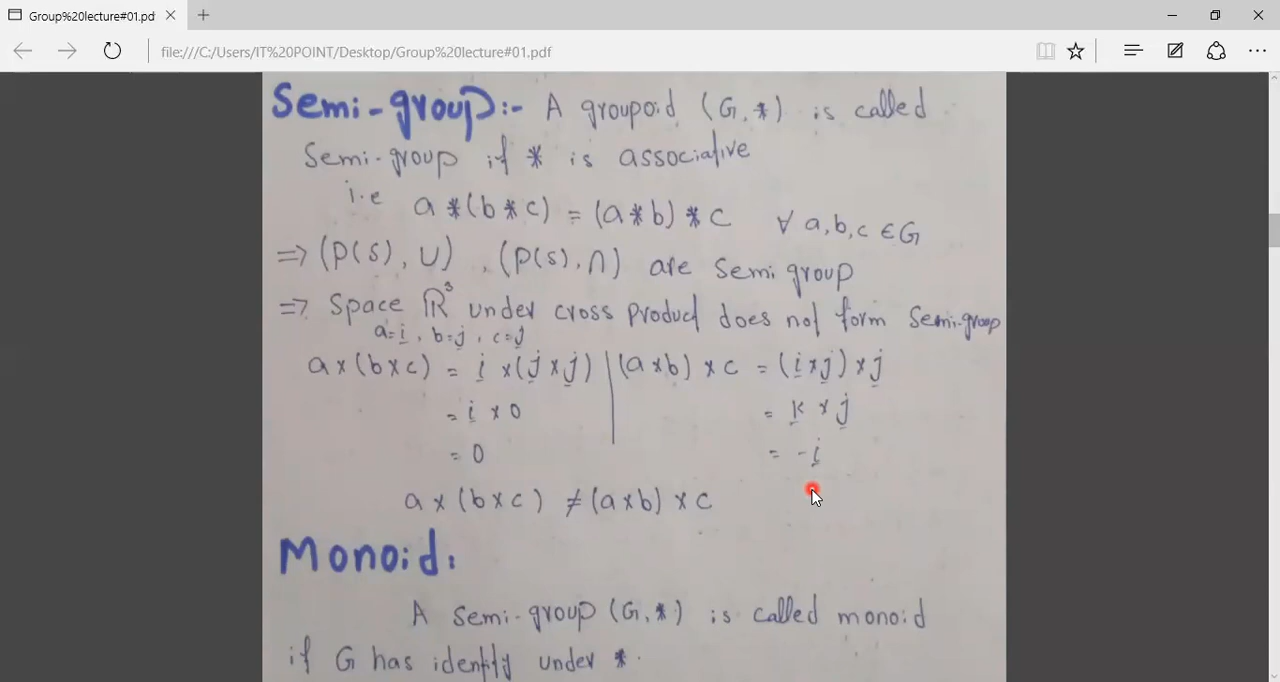 Group%20lecture#01.pd
file:///C:/Users/IT%20POINT/Desktop/Group%20lecture#01.pdf
Semi-group:- A groupoid (G,*) is called
Semi-group if * is associative
i.e a*(b*c) = (a*b)*c ∀ a,b,c ∈ G
⇒ (P(S), ∪), (P(S), ∩) are Semi group
⇒ Space ℝ³ under cross product does not form Semi-group
a=i, b=j, c=j
a×(b×c) = i×(j×j) | (a×b)×c = (i×j)×j
= i×0 = k×j
= 0 = -i
a×(b×c) ≠ (a×b)×c
Monoid:
A Semi-group (G,*) is called monoid
if G has identity under *.